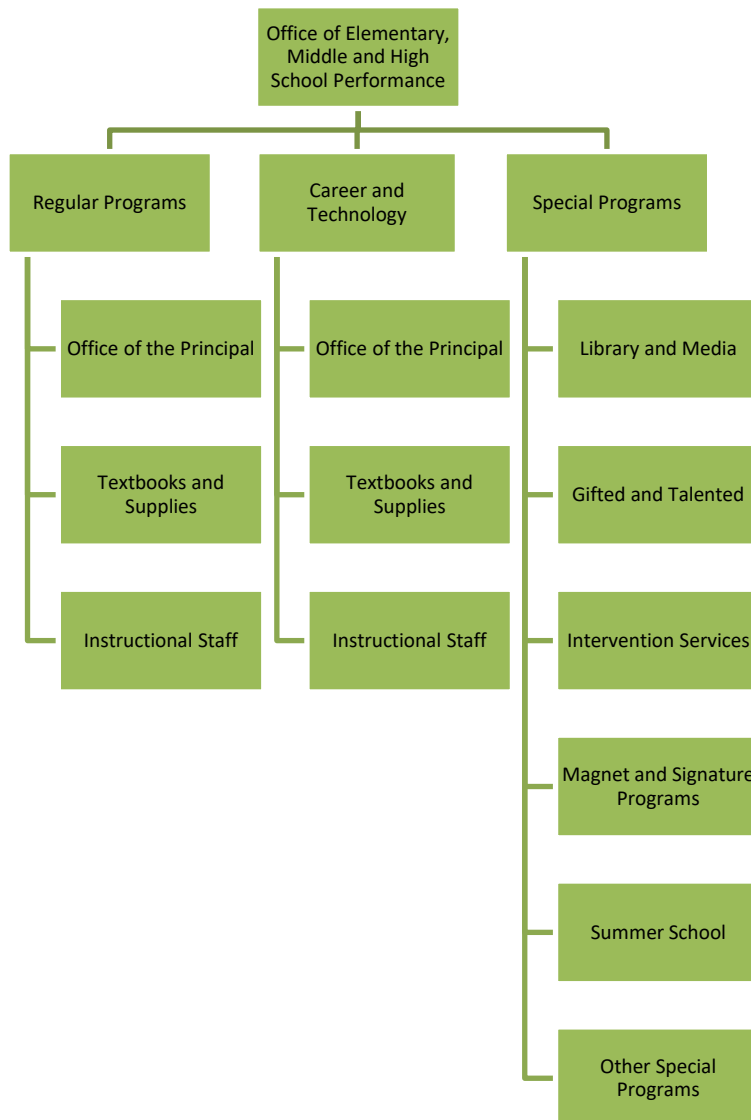 Office of Elementary,
Middle and High
School Performance
Regular Programs
Career and
Technology
Special Programs
Office of the Principal
Office of the Principal
Library and Media
Textbooks and
Supplies
Textbooks and
Supplies
Gifted and Talented
Instructional Staff
Instructional Staff
Intervention Services
Magnet and Signature
Programs
Summer School
Other Special
Programs